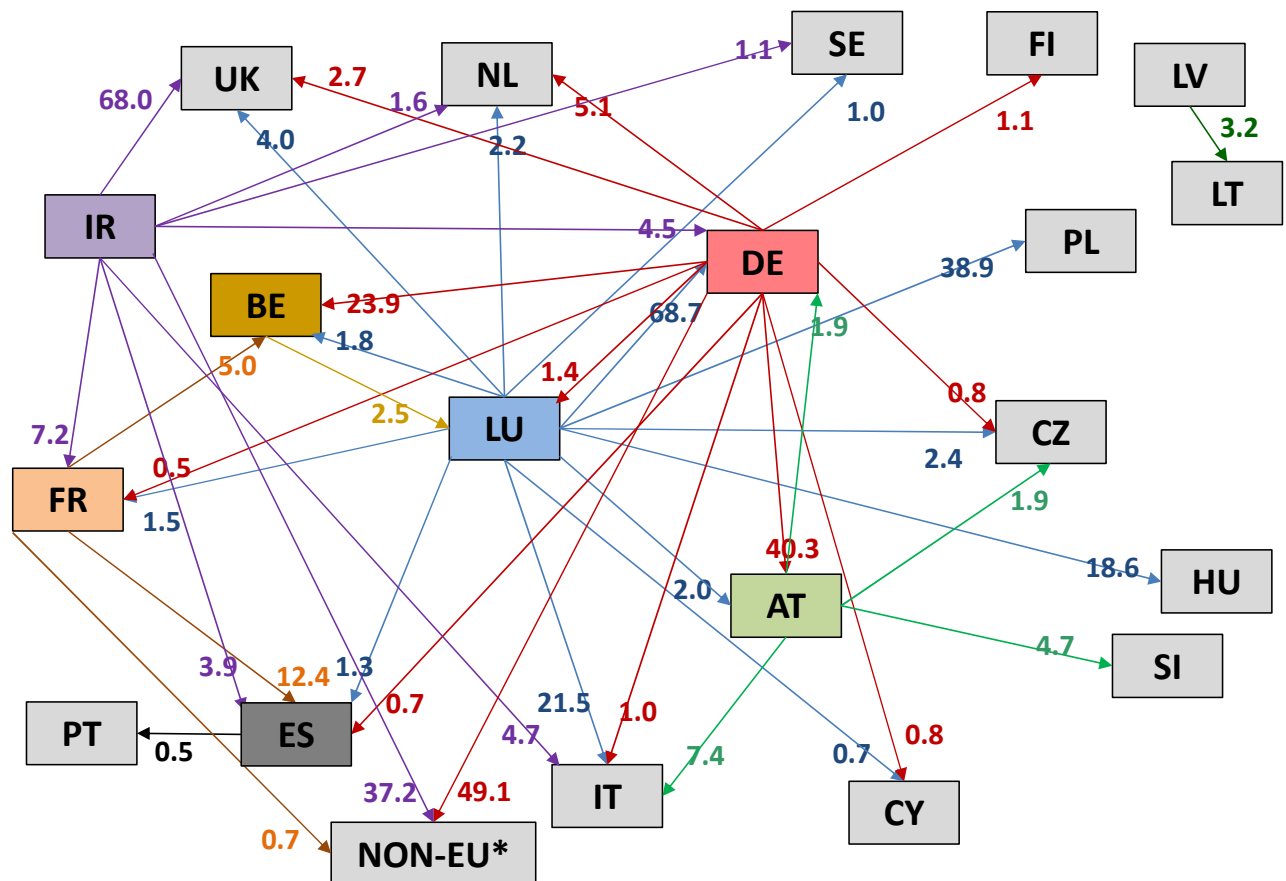 SE
FI
UK
2.7
NL
1.1
LV
68.0
1.6
5.1
1.0
1.1
3.2
4.0
2.2
LT
IR
4.5
DE
PL
38.9
BE
23.9
68.7
1.9
1.8
5.0
1.4
0.8
2.5
LU
CZ
7.2
2.4
0.5
FR
1.9
1.5
40.3
18.6
HU
2.0
AT
4.7
SI
3.9
12.4
1.3
0.7
21.5
1.0
PT
0.5
ES
4.7
7.4
0.7
0.8
37.2
49.1
IT
CY
0.7
NON-EU*